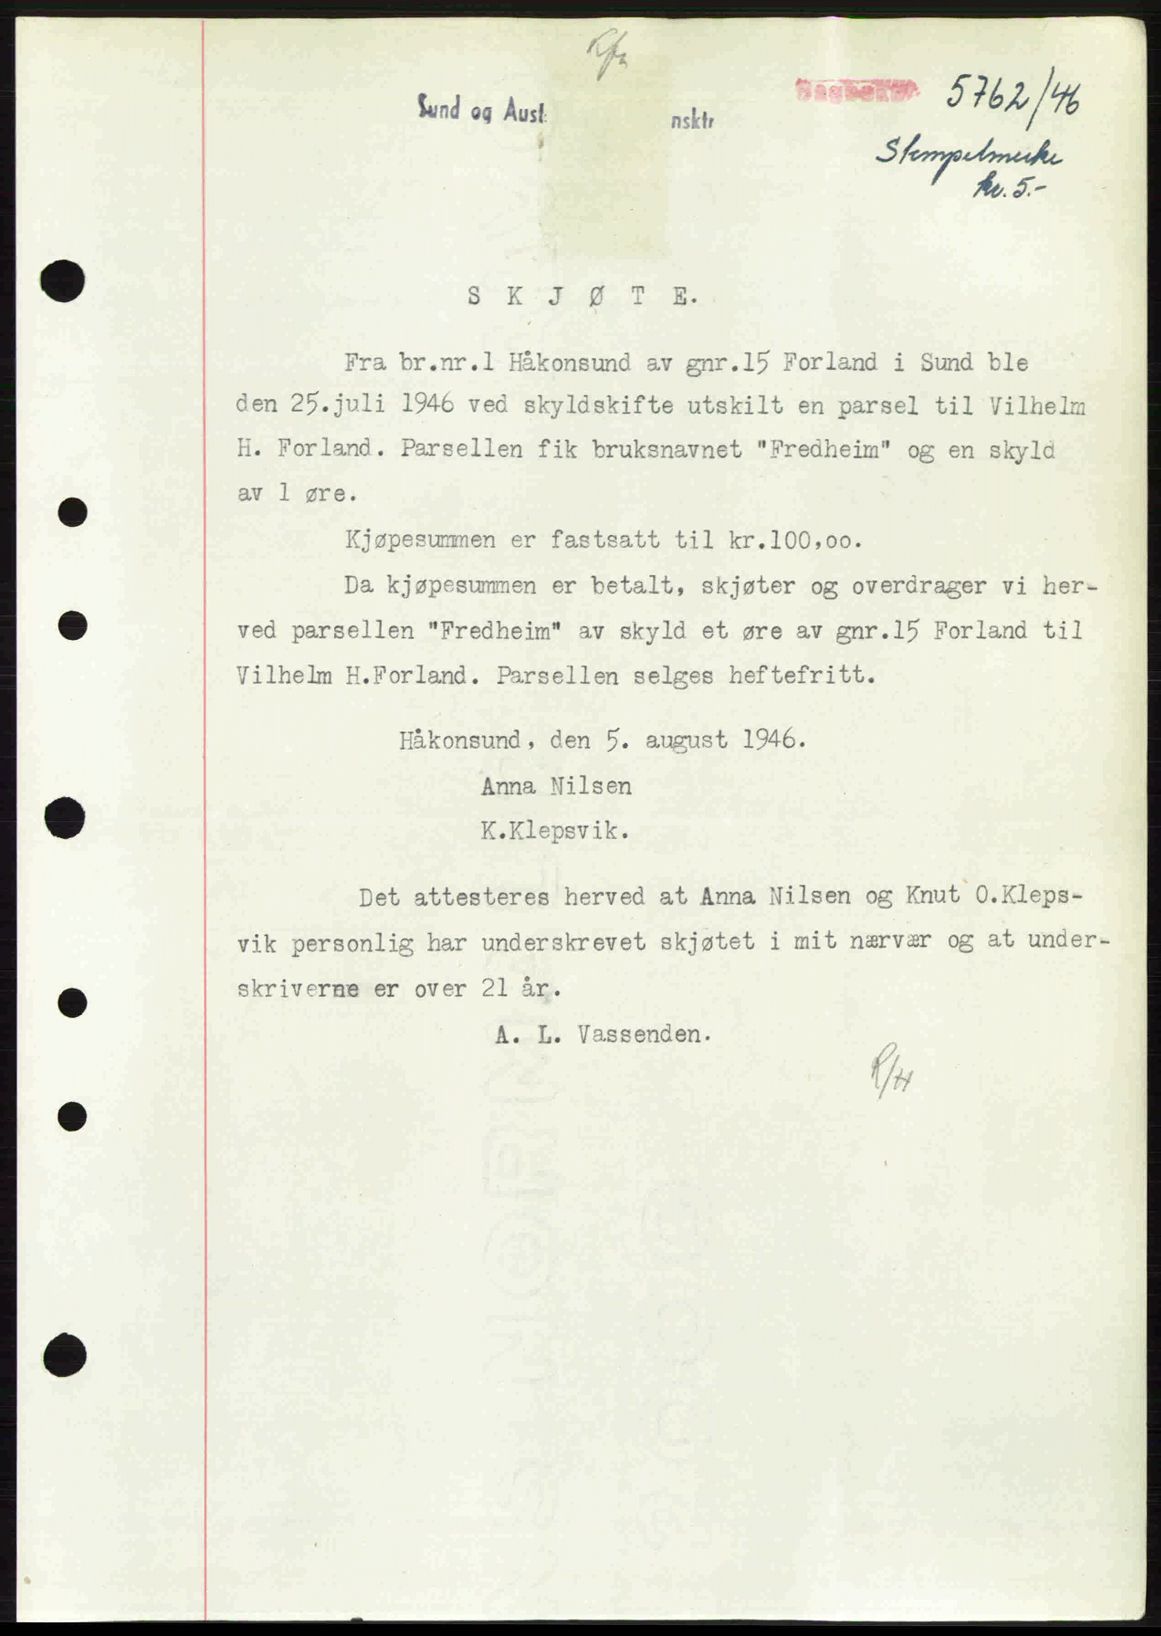 Sund og Aust nsktr
Dagbok nr. 5762/46
Stempelmerke
kr. 5.-
S K J Ø T E.
Fra br.nr.1 Håkonsund av gnr.15 Forland i Sund ble
den 25.juli 1946 ved skyldskifte utskilt en parsel til Vilhelm
H. Forland. Parsellen fik bruksnavnet "Fredheim" og en skyld
av 1 øre.
Kjøpesummen er fastsatt til kr.100,oo.
Da kjøpesummen er betalt, skjøter og overdrager vi her-
ved parsellen "Fredheim" av skyld et øre av gnr.15 Forland til
Vilhelm H.Forland. Parsellen selges heftefritt.
Håkonsund, den 5. august 1946.
Anna Nilsen
K.Klepsvik.
Det attesteres herved at Anna Nilsen og Knut O.Kleps-
vik personlig har underskrevet skjøtet i mit nærvær og at under-
skriverne er over 21 år.
A. L. Vassenden.
R/H